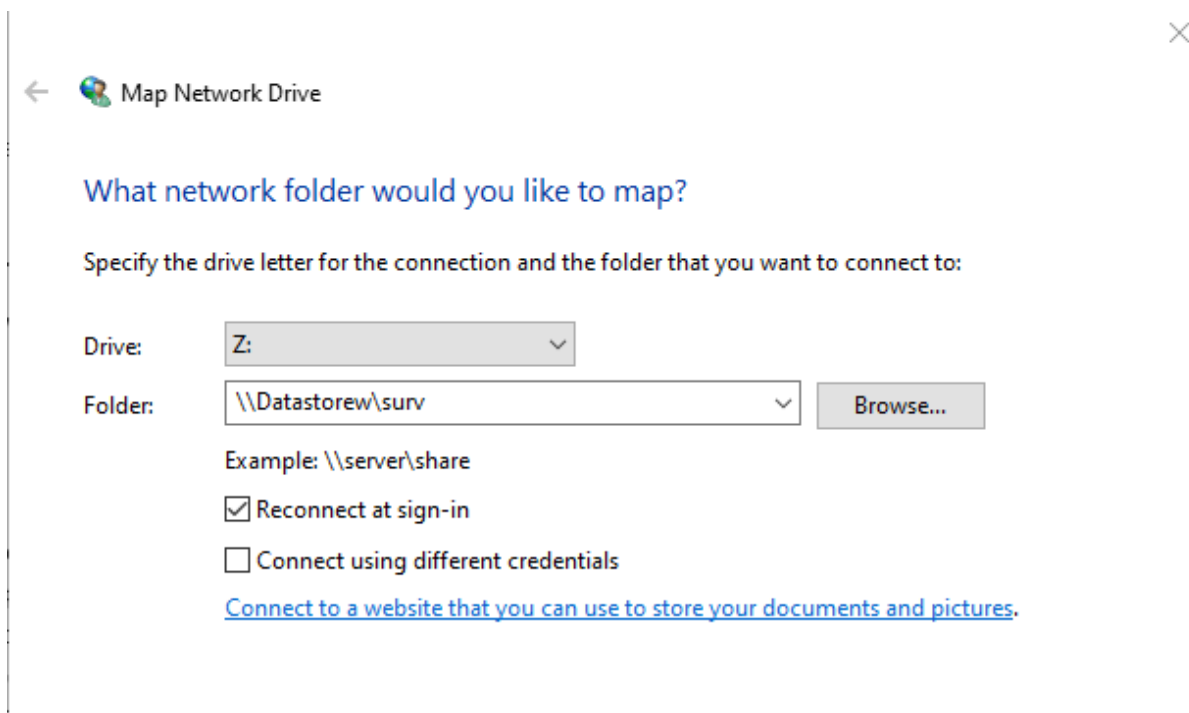 Map Network Drive
What network folder would you like to map?
Specify the drive letter for the connection and the folder that you want to connect to:
Drive: Z:
Folder: \\Datastorew\surv Browse...
Example: \\server\share
Reconnect at sign-in
Connect using different credentials
Connect to a website that you can use to store your documents and pictures.